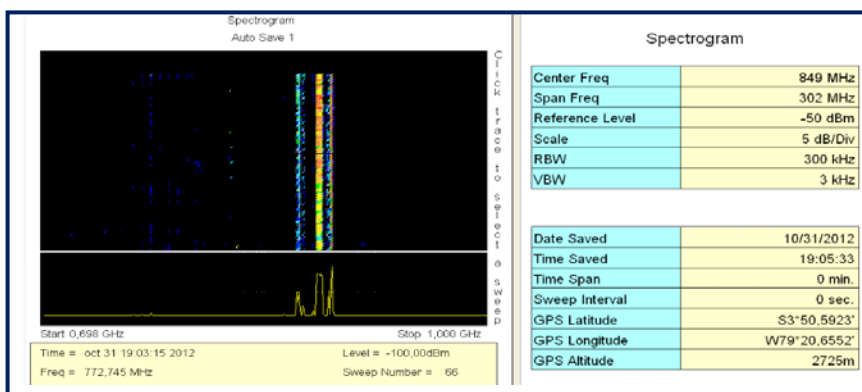 Spectrogram
Auto Save 1
Click trace to select a sweep
Start 0,698 GHz Stop 1,000 GHz
Time = oct 31 19:03:15 2012 Level = -100,00dBm
Freq = 772,745 MHz Sweep Number = 66
Spectrogram
Center Freq 849 MHz
Span Freq 302 MHz
Reference Level -50 dBm
Scale 5 dB/Div
RBW 300 kHz
VBW 3 kHz
Date Saved 10/31/2012
Time Saved 19:05:33
Time Span 0 min.
Sweep Interval 0 sec.
GPS Latitude S3°50,5923'
GPS Longitude W79°20,6552'
GPS Altitude 2725m